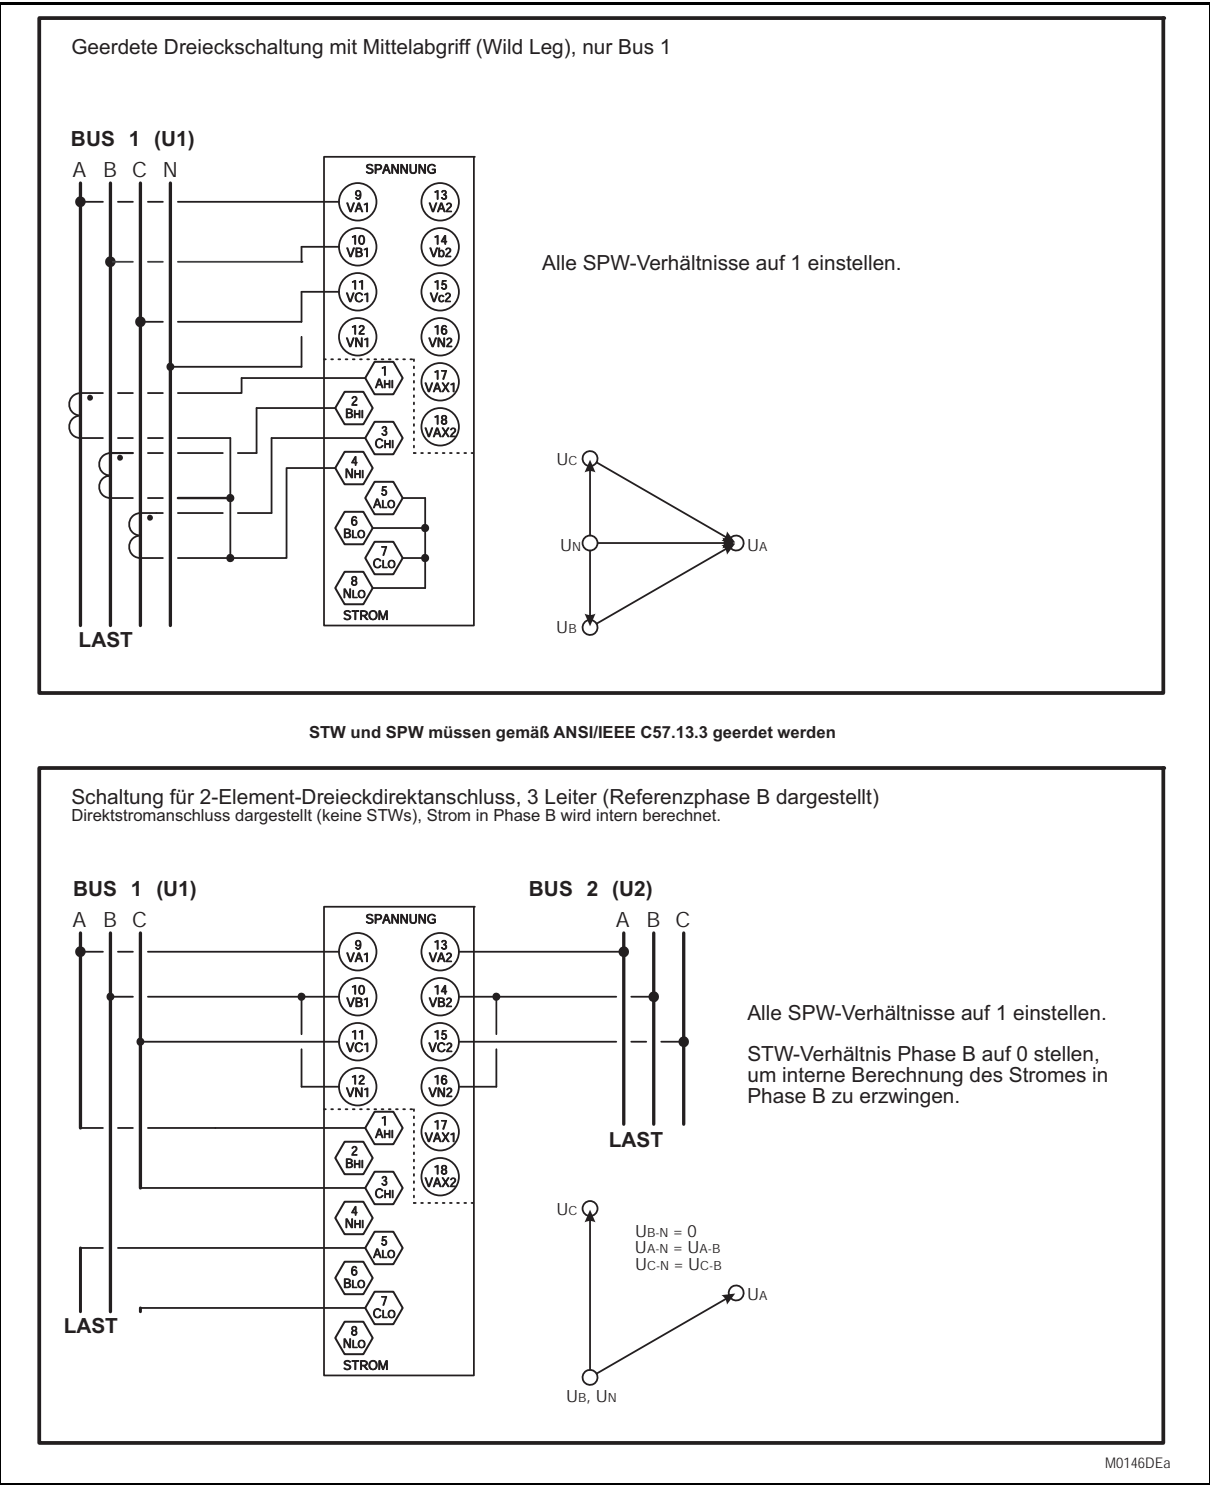 Geerdete Dreieckschaltung mit Mittelabgriff (Wild Leg), nur Bus 1
BUS 1 (U1)
A B C N
SPANNUNG
9 VA1
13 VA2
10 VB1
14 Vb2
11 VC1
15 Vc2
12 VN1
16 VN2
1 AHI
17 VAX1
2 BHI
18 VAX2
3 CHI
4 NHI
5 ALO
6 BLO
7 CLO
8 NLO
STROM
LAST
Alle SPW-Verhältnisse auf 1 einstellen.
UC
UN
UA
UB
STW und SPW müssen gemäß ANSI/IEEE C57.13.3 geerdet werden
Schaltung für 2-Element-Dreieckdirektanschluss, 3 Leiter (Referenzphase B dargestellt)
Direktstromanschluss dargestellt (keine STWs), Strom in Phase B wird intern berechnet.
BUS 1 (U1)
BUS 2 (U2)
A B C
A B C
SPANNUNG
9 VA1
13 VA2
10 VB1
14 VB2
11 VC1
15 VC2
12 VN1
16 VN2
1 AHI
17 VAX1
2 BHI
18 VAX2
3 CHI
4 NHI
5 ALO
6 BLO
7 CLO
8 NLO
STROM
LAST
LAST
Alle SPW-Verhältnisse auf 1 einstellen.
STW-Verhältnis Phase B auf 0 stellen,
um interne Berechnung des Stromes in
Phase B zu erzwingen.
UC
UB-N = 0
UA-N = UA-B
UC-N = UC-B
UA
UB, UN
M0146DEa